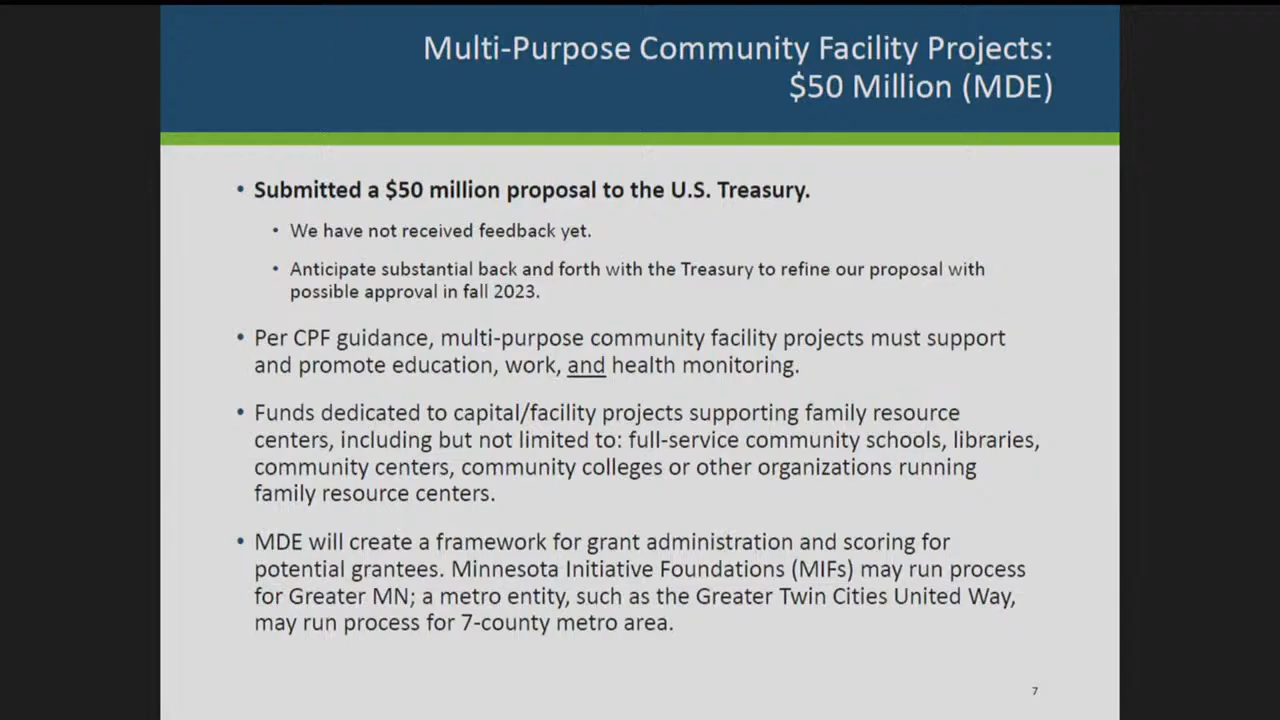 Multi-Purpose Community Facility Projects:
$50 Million (MDE)
• Submitted a $50 million proposal to the U.S. Treasury.
• We have not received feedback yet.
• Anticipate substantial back and forth with the Treasury to refine our proposal with
possible approval in fall 2023.
• Per CPF guidance, multi-purpose community facility projects must support
and promote education, work, and health monitoring.
• Funds dedicated to capital/facility projects supporting family resource
centers, including but not limited to: full-service community schools, libraries,
community centers, community colleges or other organizations running
family resource centers.
• MDE will create a framework for grant administration and scoring for
potential grantees. Minnesota Initiative Foundations (MIFs) may run process
for Greater MN; a metro entity, such as the Greater Twin Cities United Way,
may run process for 7-county metro area.
7